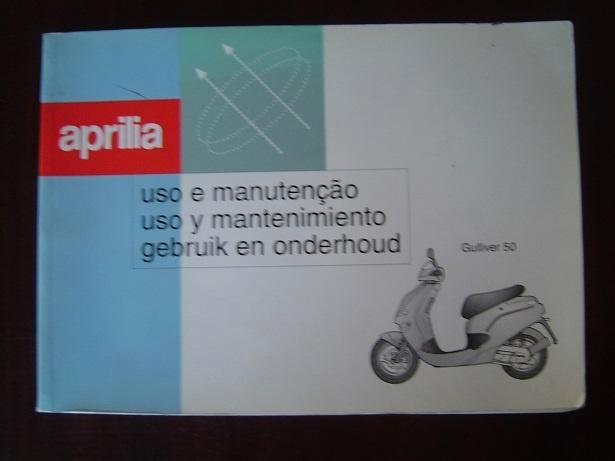 aprilia
uso e manutenção
uso y mantenimiento
gebruik en onderhoud
Gulliver 50